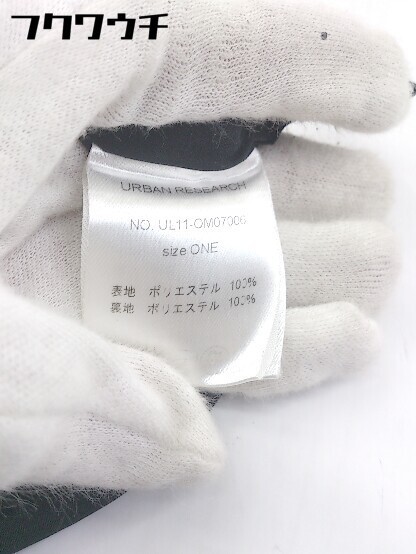 フクワウチ
URBAN RESEARCH
NO. UL11-OM07006
size ONE
表地 ポリエステル 100%
裏地 ポリエステル 100%